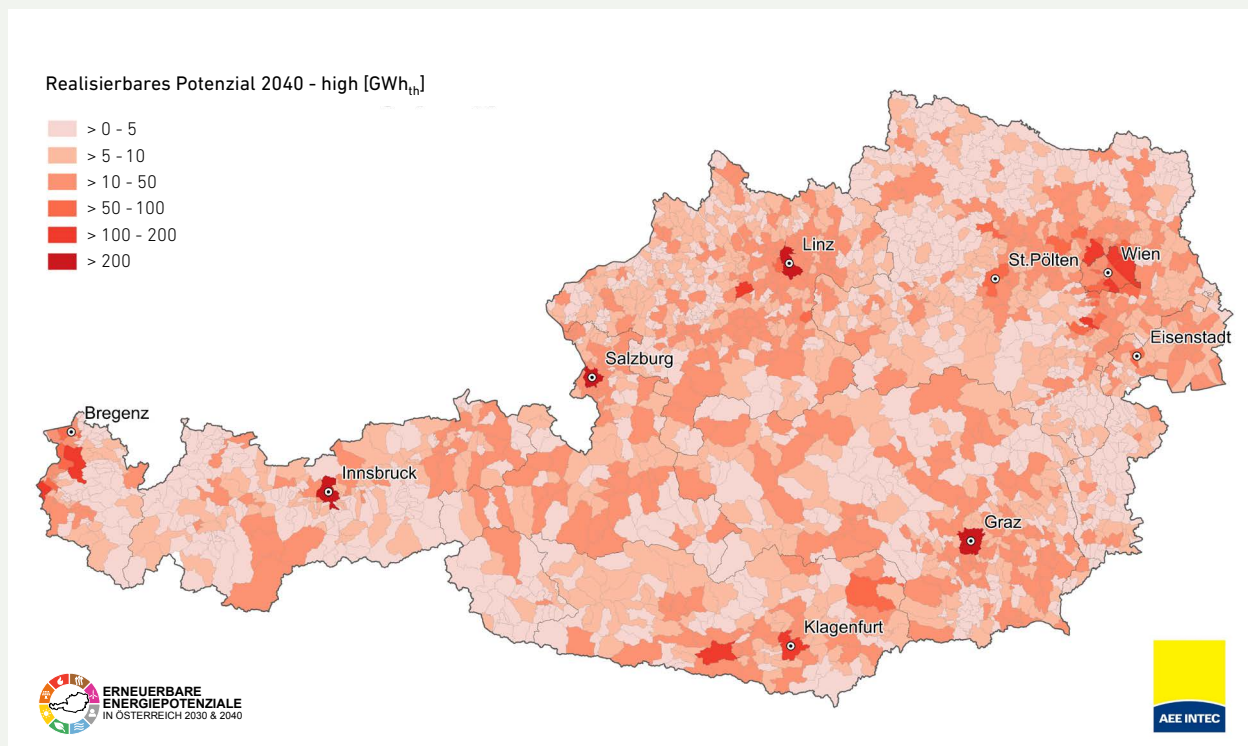 Realisierbares Potenzial 2040 - high [GWhth]
> 0 - 5
> 5 - 10
> 10 - 50
> 50 - 100
> 100 - 200
> 200
Linz
St.Pölten
Wien
Eisenstadt
Salzburg
Bregenz
Innsbruck
Graz
Klagenfurt
ERNEUERBARE
ENERGIEPOTENZIALE
IN ÖSTERREICH 2030 & 2040
AEE INTEC